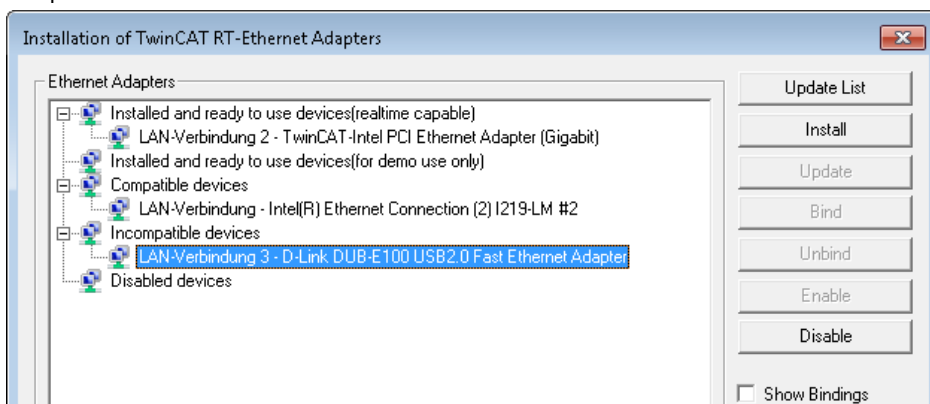 Installation of TwinCAT RT-Ethernet Adapters
Ethernet Adapters
Installed and ready to use devices(realtime capable)
LAN-Verbindung 2 - TwinCAT-Intel PCI Ethernet Adapter (Gigabit)
Installed and ready to use devices(for demo use only)
Compatible devices
LAN-Verbindung - Intel(R) Ethernet Connection (2) I219-LM #2
Incompatible devices
LAN-Verbindung 3 - D-Link DUB-E100 USB2.0 Fast Ethernet Adapter
Disabled devices
Update List
Install
Update
Bind
Unbind
Enable
Disable
Show Bindings